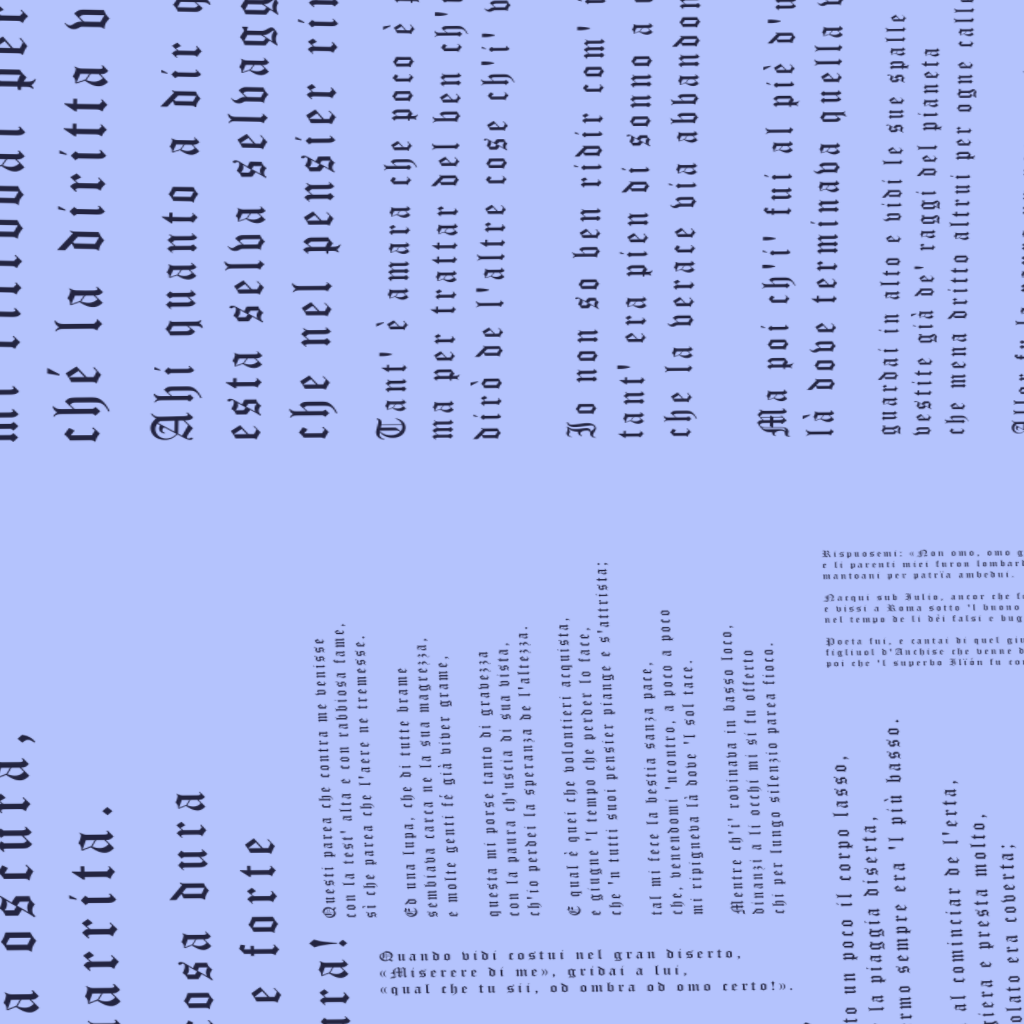 mi ritrovai per
ché la diritta
Ahi quanto a dir
esta selva selvagg
che nel pensier rin
Tant' è amara che poco è
ma per trattar del ben ch'i
dirò de l'altre cose ch'i' v
Io non so ben ridir com' i
tant' era pien di sonno a
che la verace via abbandon
Ma poi ch'i' fui al piè d'u
là dove terminava quella v
guardai in alto e vidi le sue spalle
vestite già de' raggi del pianeta
che mena dritto altrui per ogne calle
Allor fu la
a oscura,
arrita.
osa dura
e forte
ura!
Questi parea che contra me venisse
con la test' alta e con rabbiosa fame,
sì che parea che l'aere ne tremesse.
Ed una lupa, che di tutte brame
sembiava carca ne la sua magrezza,
e molte genti fé già viver grame,
questa mi porse tanto di gravezza
con la paura ch'uscia di sua vista,
ch'io perdei la speranza de l'altezza.
E qual è quei che volontieri acquista,
e giugne 'l tempo che perder lo face,
che 'n tutti suoi pensier piange e s'attrista;
tal mi fece la bestia sanza pace,
che, venendomi 'ncontro, a poco a poco
mi ripigneva là dove 'l sol tace.
Mentre ch'i' rovinava in basso loco,
dinanzi a li occhi mi si fu offerto
chi per lungo silenzio parea fioco.
Quando vidi costui nel gran diserto,
«Miserere di me», gridai a lui,
«qual che tu sii, od ombra od omo certo!».
Rispuosemi: «Non omo, omo g
e li parenti miei furon lombard
mantoani per patrïa ambedui.
Nacqui sub Iulio, ancor che fo
e vissi a Roma sotto 'l buono
nel tempo de li dèi falsi e bug
Poeta fui, e cantai di quel giu
figliuol d'Anchise che venne d
poi che 'l superbo Ilïón fu co
to un poco il corpo lasso,
la piaggia diserta,
rmo sempre era 'l più basso.
al cominciar de l'erta,
giera e presta molto,
olato era coverta;